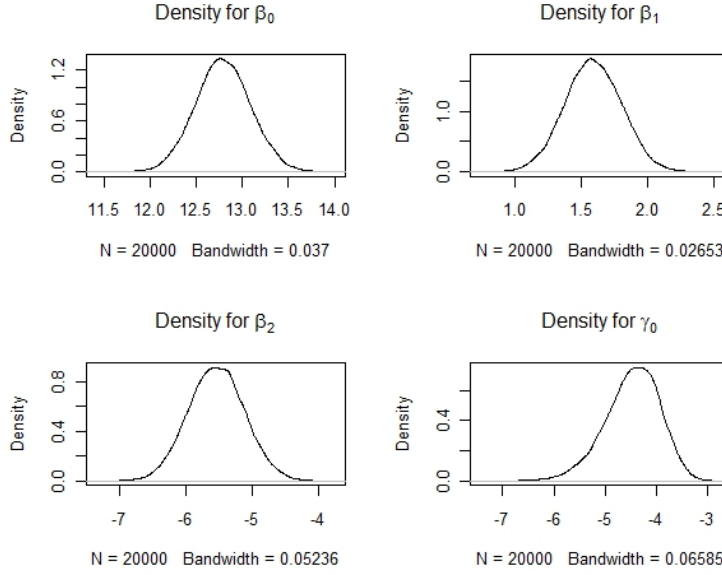 Density for β₀
Density for β₁
Density
1.2
0.6
0.0
11.5 12.0 12.5 13.0 13.5 14.0
N = 20000 Bandwidth = 0.037
Density
1.0
0.0
1.0 1.5 2.0 2.5
N = 20000 Bandwidth = 0.02653
Density for β₂
Density for γ₀
Density
0.8
0.4
0.0
-7 -6 -5 -4
N = 20000 Bandwidth = 0.05236
Density
0.4
0.0
-7 -6 -5 -4 -3
N = 20000 Bandwidth = 0.06585